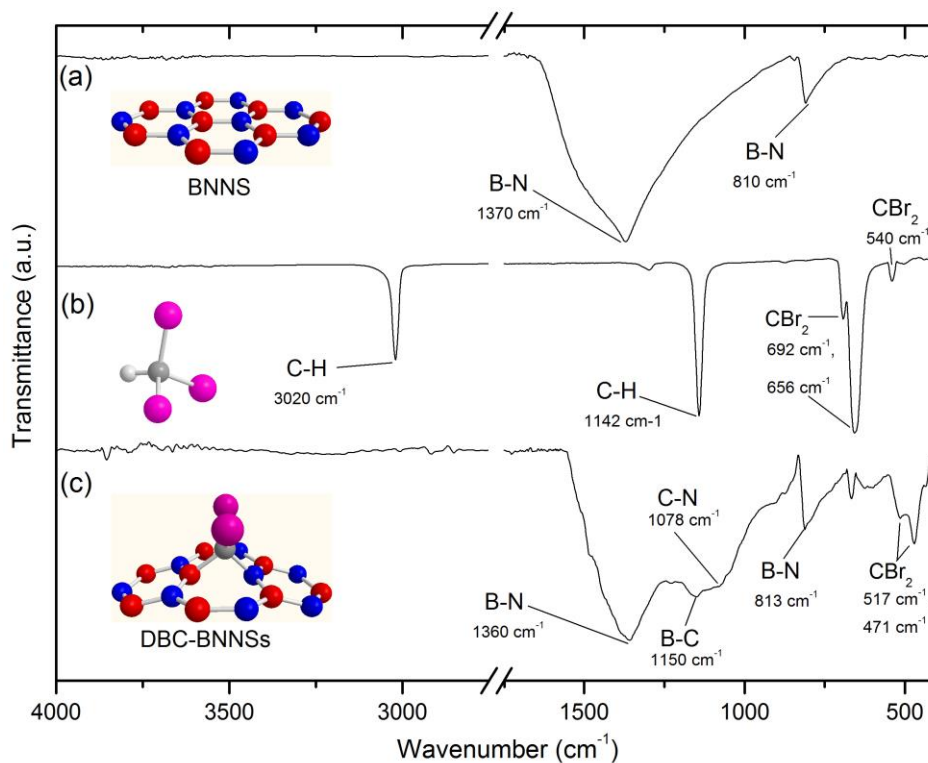 (a)
BNNS
B-N
1370 cm⁻¹
B-N
810 cm⁻¹
CBr₂
540 cm⁻¹
(b)
C-H
3020 cm⁻¹
C-H
1142 cm-1
CBr₂
692 cm⁻¹,
656 cm⁻¹
(c)
DBC-BNNSs
B-N
1360 cm⁻¹
C-N
1078 cm⁻¹
B-C
1150 cm⁻¹
B-N
813 cm⁻¹
CBr₂
517 cm⁻¹
471 cm⁻¹
Transmittance (a.u.)
4000 3500 3000 1500 1000 500
Wavenumber (cm⁻¹)